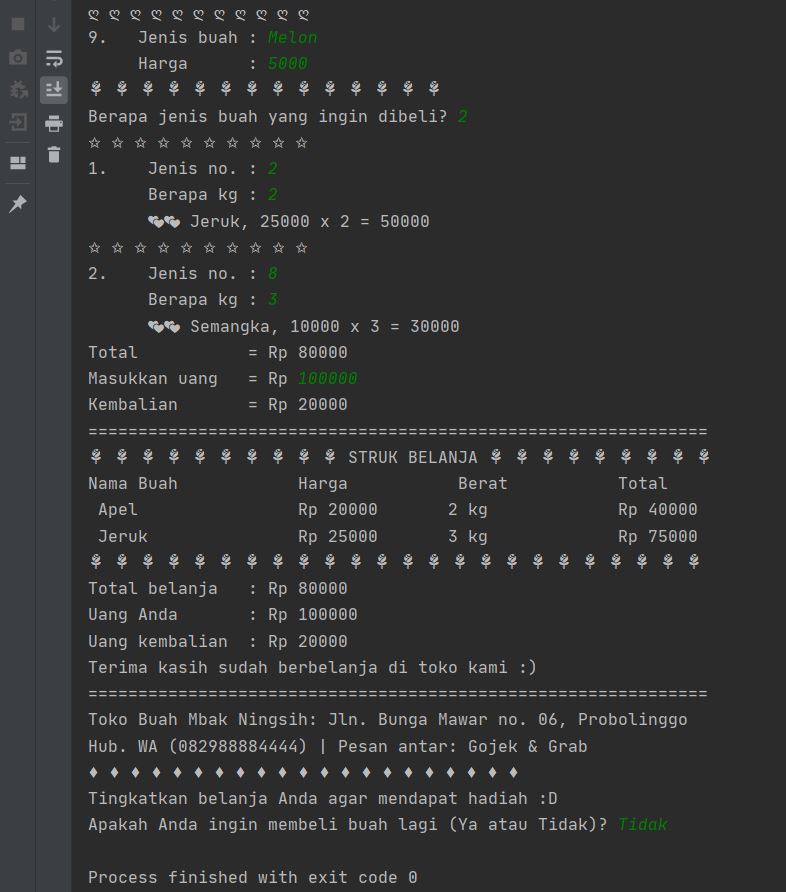 ღ ღ ღ ღ ღ ღ ღ ღ ღ ღ ღ
9.   Jenis buah : Melon
     Harga      : 5000
⚘ ⚘ ⚘ ⚘ ⚘ ⚘ ⚘ ⚘ ⚘ ⚘ ⚘ ⚘ ⚘ ⚘
Berapa jenis buah yang ingin dibeli? 2
☆ ☆ ☆ ☆ ☆ ☆ ☆ ☆ ☆ ☆
1.    Jenis no. : 2
      Berapa kg : 2
      💕💕 Jeruk, 25000 x 2 = 50000
☆ ☆ ☆ ☆ ☆ ☆ ☆ ☆ ☆ ☆
2.    Jenis no. : 8
      Berapa kg : 3
      💕💕 Semangka, 10000 x 3 = 30000
Total           = Rp 80000
Masukkan uang   = Rp 100000
Kembalian       = Rp 20000
==============================================================
⚘ ⚘ ⚘ ⚘ ⚘ ⚘ ⚘ ⚘ ⚘ ⚘ STRUK BELANJA ⚘ ⚘ ⚘ ⚘ ⚘ ⚘ ⚘ ⚘ ⚘
Nama Buah            Harga           Berat           Total
 Apel                Rp 20000       2 kg             Rp 40000
 Jeruk               Rp 25000       3 kg             Rp 75000
⚘ ⚘ ⚘ ⚘ ⚘ ⚘ ⚘ ⚘ ⚘ ⚘ ⚘ ⚘ ⚘ ⚘ ⚘ ⚘ ⚘ ⚘ ⚘ ⚘ ⚘ ⚘ ⚘ ⚘
Total belanja   : Rp 80000
Uang Anda       : Rp 100000
Uang kembalian  : Rp 20000
Terima kasih sudah berbelanja di toko kami :)
==============================================================
Toko Buah Mbak Ningsih: Jln. Bunga Mawar no. 06, Probolinggo
Hub. WA (082988884444) | Pesan antar: Gojek & Grab
♦ ♦ ♦ ♦ ♦ ♦ ♦ ♦ ♦ ♦ ♦ ♦ ♦ ♦ ♦ ♦ ♦ ♦ ♦ ♦ ♦
Tingkatkan belanja Anda agar mendapat hadiah :D
Apakah Anda ingin membeli buah lagi (Ya atau Tidak)? Tidak
Process finished with exit code 0